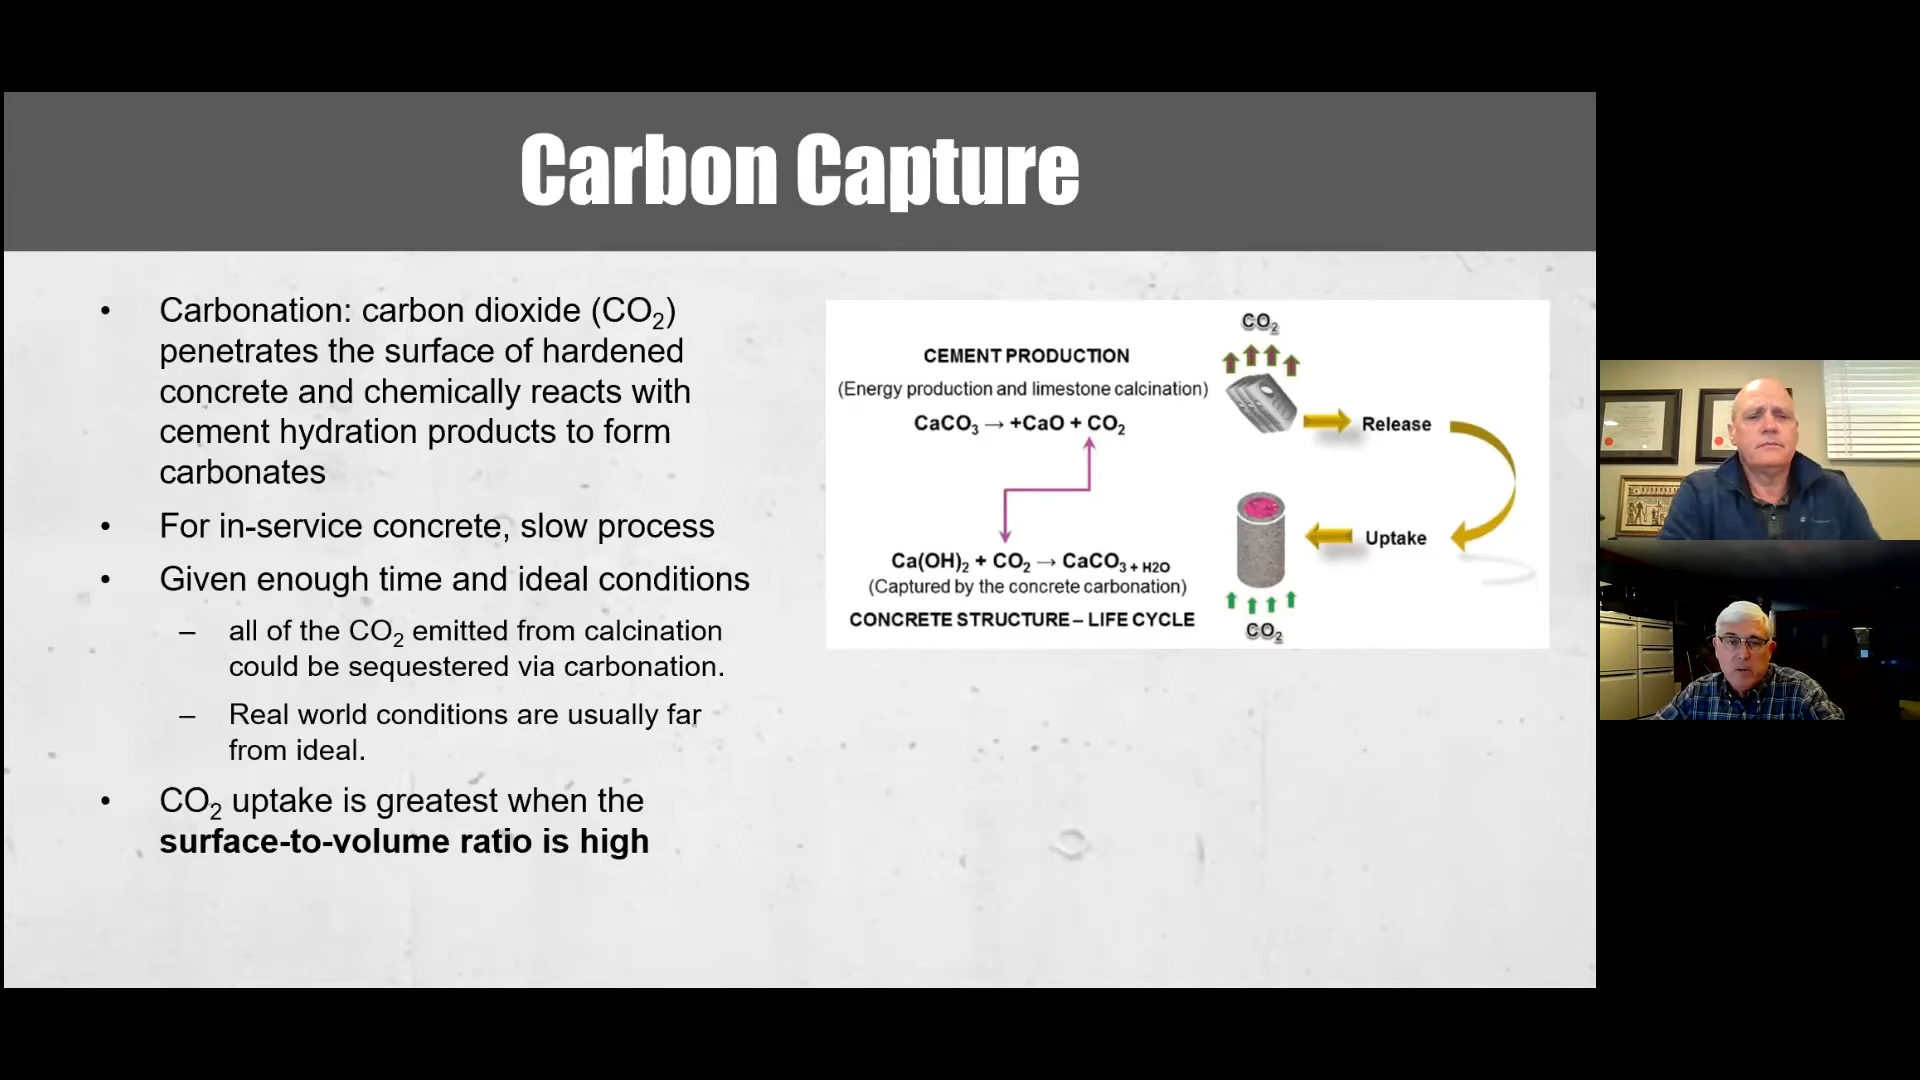 Carbon Capture
• Carbonation: carbon dioxide (CO₂)
penetrates the surface of hardened
concrete and chemically reacts with
cement hydration products to form
carbonates
• For in-service concrete, slow process
• Given enough time and ideal conditions
– all of the CO₂ emitted from calcination
could be sequestered via carbonation.
– Real world conditions are usually far
from ideal.
• CO₂ uptake is greatest when the
surface-to-volume ratio is high
CO₂
CEMENT PRODUCTION
(Energy production and limestone calcination)
CaCO₃ → +CaO + CO₂
Release
Uptake
Ca(OH)₂ + CO₂ → CaCO₃ + H2O
(Captured by the concrete carbonation)
CONCRETE STRUCTURE – LIFE CYCLE
CO₂